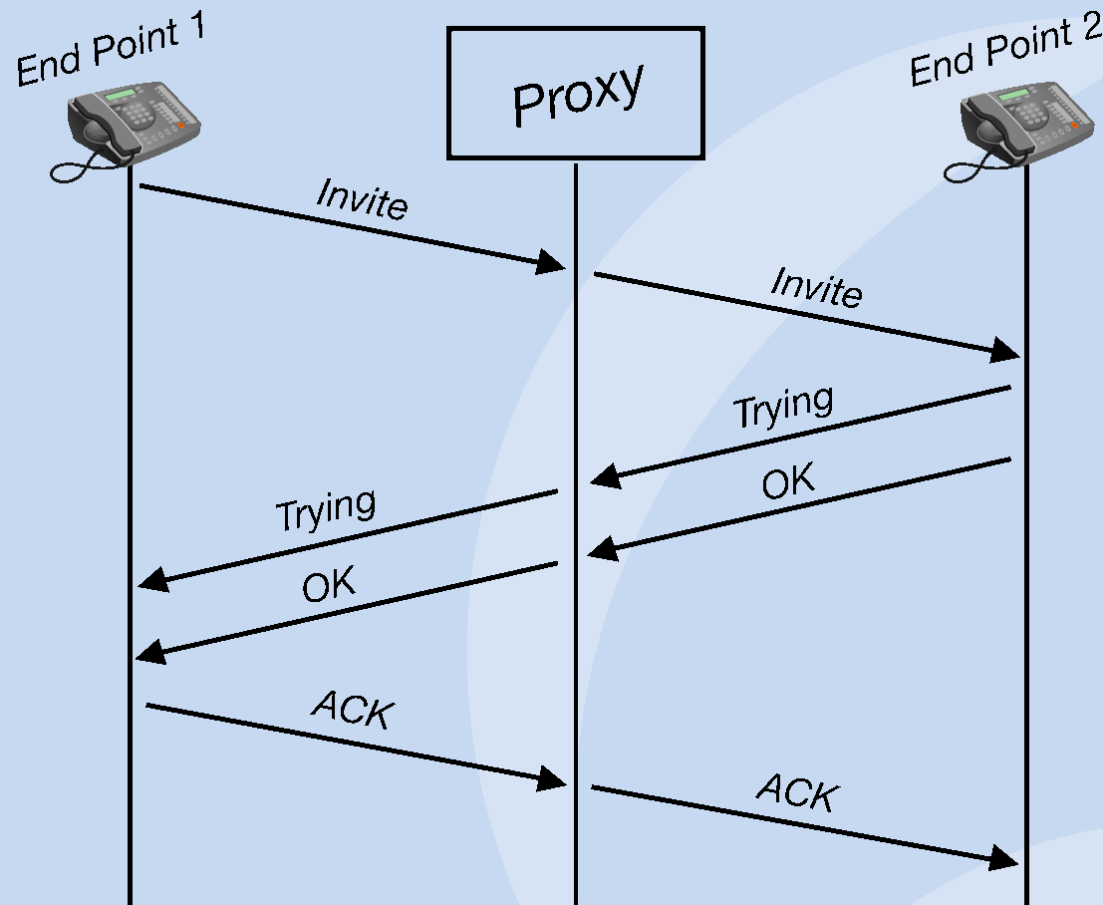 End Point 1
Proxy
End Point 2
Invite
Invite
Trying
OK
Trying
OK
ACK
ACK